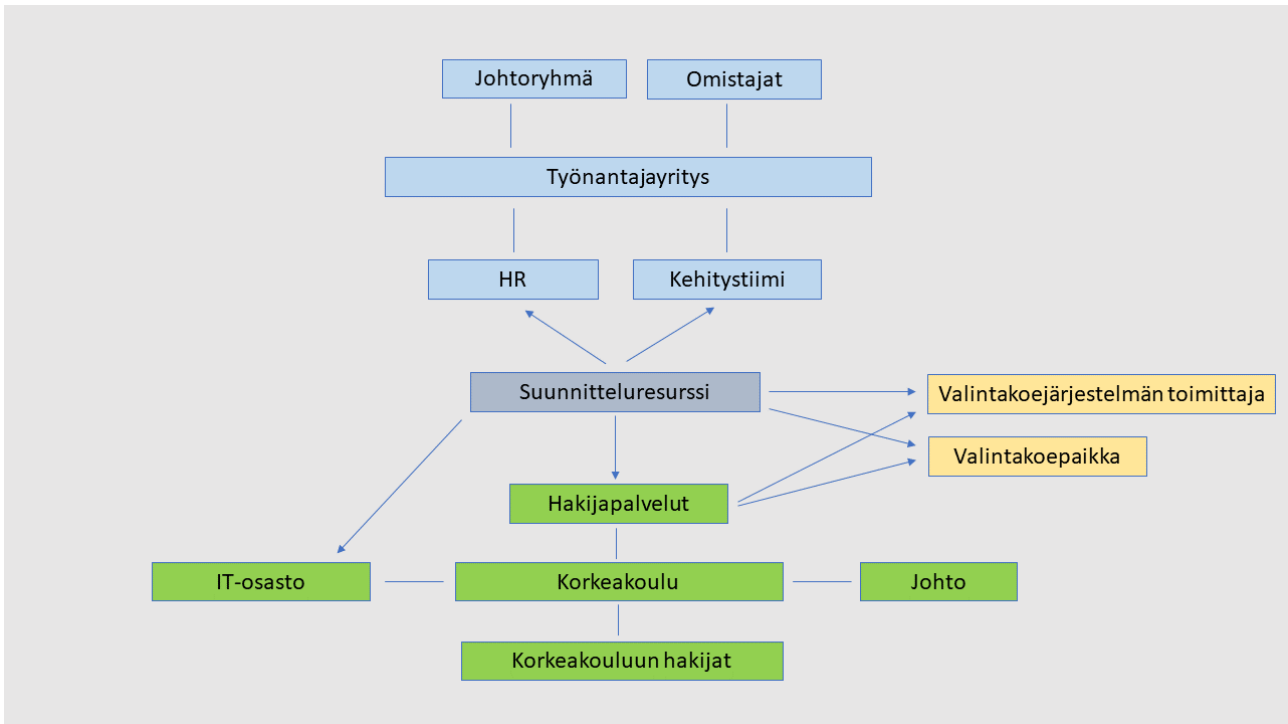 Johtoryhmä
Omistajat
Työnantajayritys
HR
Kehitystiimi
Suunnitteluresurssi
Valintakoejärjestelmän toimittaja
Valintakoepaikka
Hakijapalvelut
IT-osasto
Korkeakoulu
Johto
Korkeakouluun hakijat